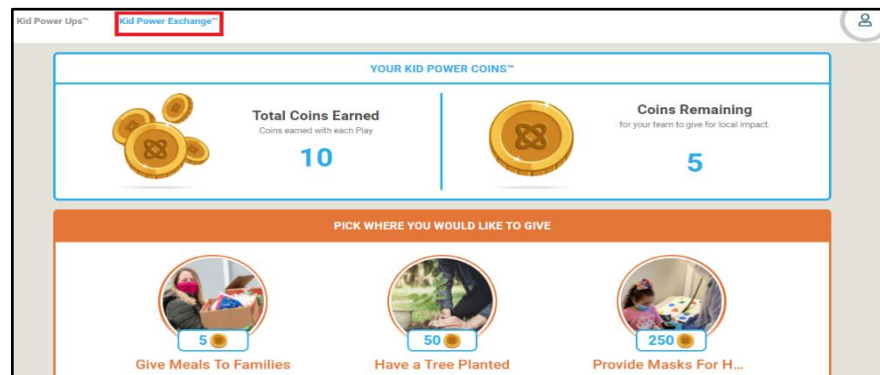 Kid Power Ups™ Kid Power Exchange™
YOUR KID POWER COINS™
Total Coins Earned
Coins earned with each Play
10
Coins Remaining
for your team to give for local impact.
5
PICK WHERE YOU WOULD LIKE TO GIVE
5
Give Meals To Families
50
Have a Tree Planted
250
Provide Masks For H...